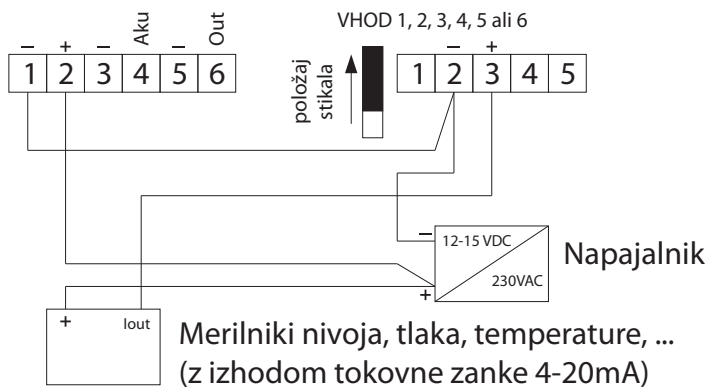 VHOD 1, 2, 3, 4, 5 ali 6
− + − Aku − Out
1 2 3 4 5 6
položaj
stikala
− +
1 2 3 4 5
−
12-15 VDC
230VAC
+
Napajalnik
+ Iout
Merilniki nivoja, tlaka, temperature, ...
(z izhodom tokovne zanke 4-20mA)